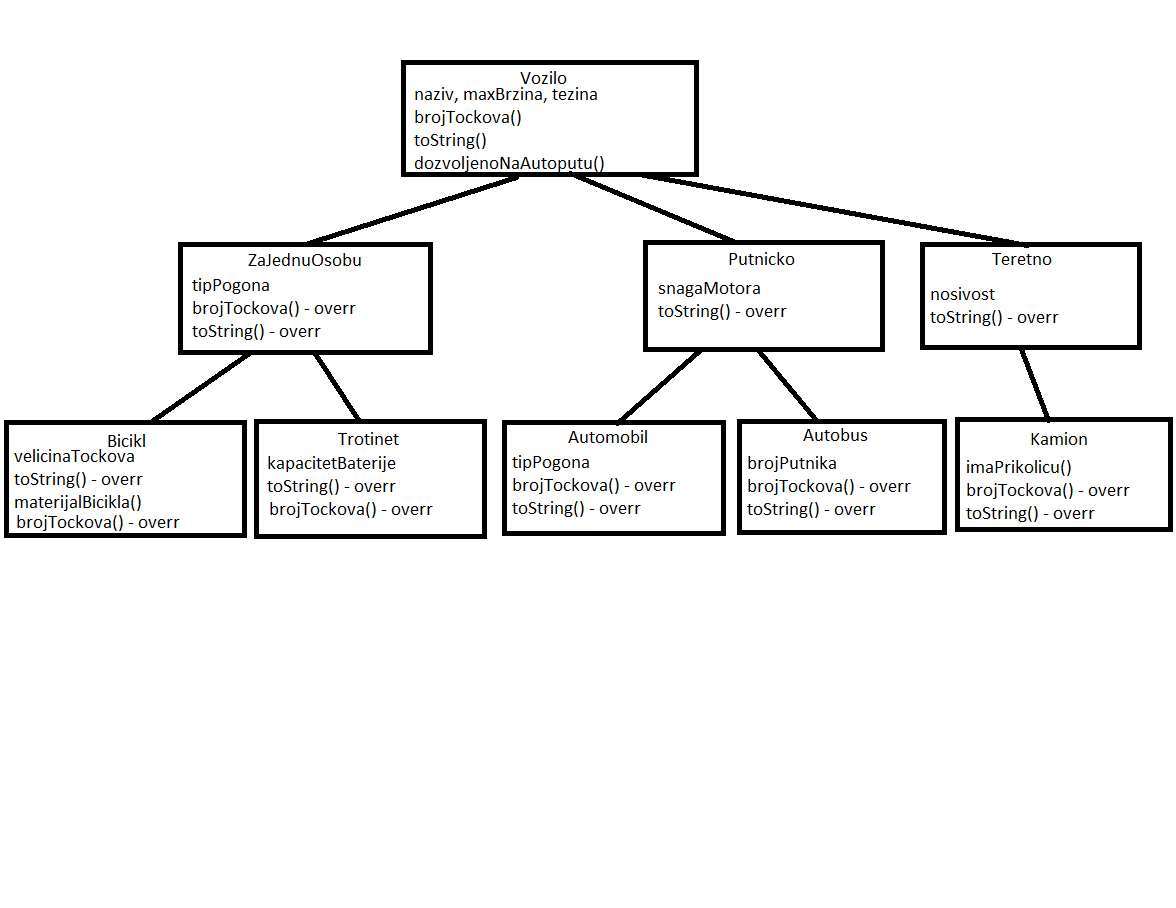 Vozilo
naziv, maxBrzina, tezina
brojTockova()
toString()
dozvoljenoNaAutoputu()
ZaJednuOsobu
tipPogona
brojTockova() - overr
toString() - overr
Putnicko
snagaMotora
toString() - overr
Teretno
nosivost
toString() - overr
Bicikl
velicinaTockova
toString() - overr
materijalBicikla()
brojTockova() - overr
Trotinet
kapacitetBaterije
toString() - overr
brojTockova() - overr
Automobil
tipPogona
brojTockova() - overr
toString() - overr
Autobus
brojPutnika
brojTockova() - overr
toString() - overr
Kamion
imaPrikolicu()
brojTockova() - overr
toString() - overr